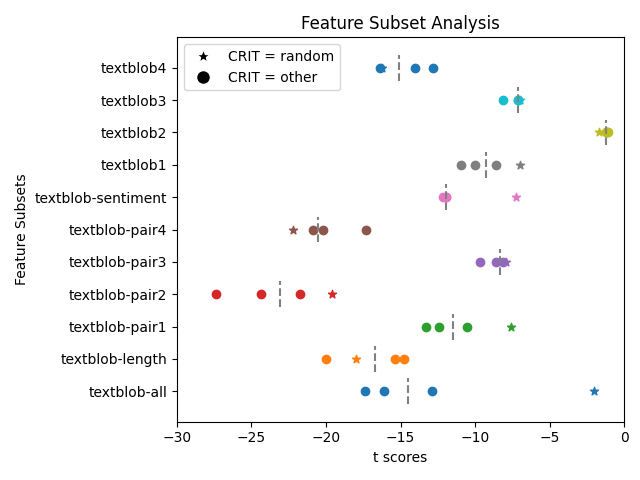 Feature Subset Analysis
CRIT = random
CRIT = other
Feature Subsets
textblob4
textblob3
textblob2
textblob1
textblob-sentiment
textblob-pair4
textblob-pair3
textblob-pair2
textblob-pair1
textblob-length
textblob-all
−30
−25
−20
−15
−10
−5
0
t scores